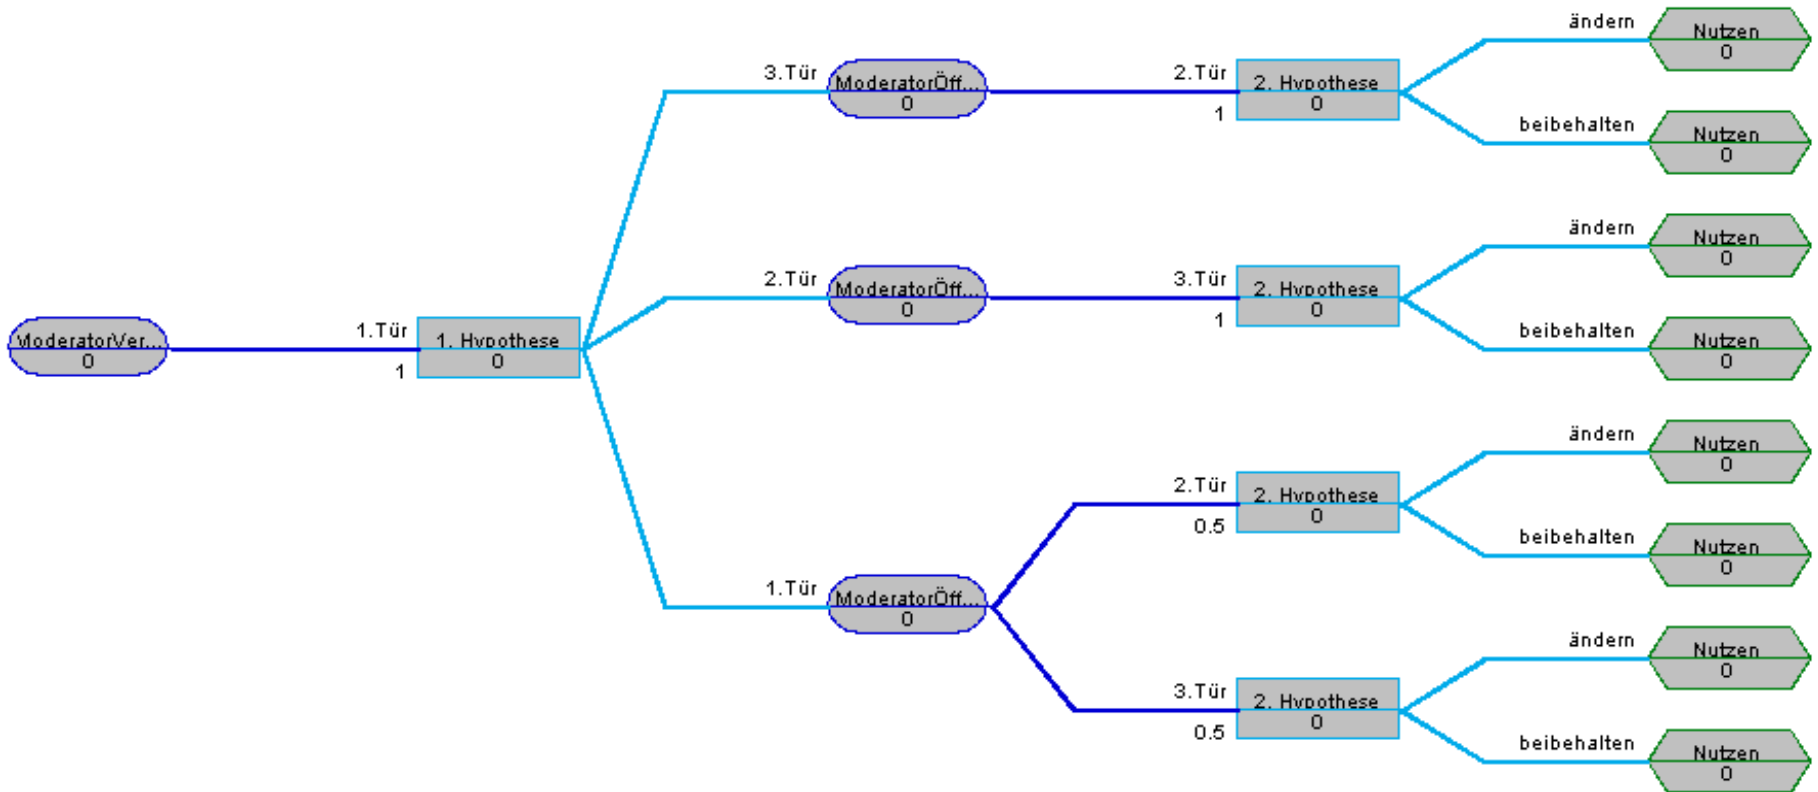 ändern
Nutzen
0
3.Tür
ModeratorÖff...
0
2.Tür
1
2. Hypothese
0
beibehalten
Nutzen
0
ändern
Nutzen
0
2.Tür
ModeratorÖff...
0
3.Tür
1
2. Hypothese
0
beibehalten
Nutzen
0
ModeratorVer...
0
1.Tür
1
1. Hypothese
0
ändern
Nutzen
0
2.Tür
0.5
2. Hypothese
0
beibehalten
Nutzen
0
1.Tür
ModeratorÖff...
0
ändern
Nutzen
0
3.Tür
0.5
2. Hypothese
0
beibehalten
Nutzen
0